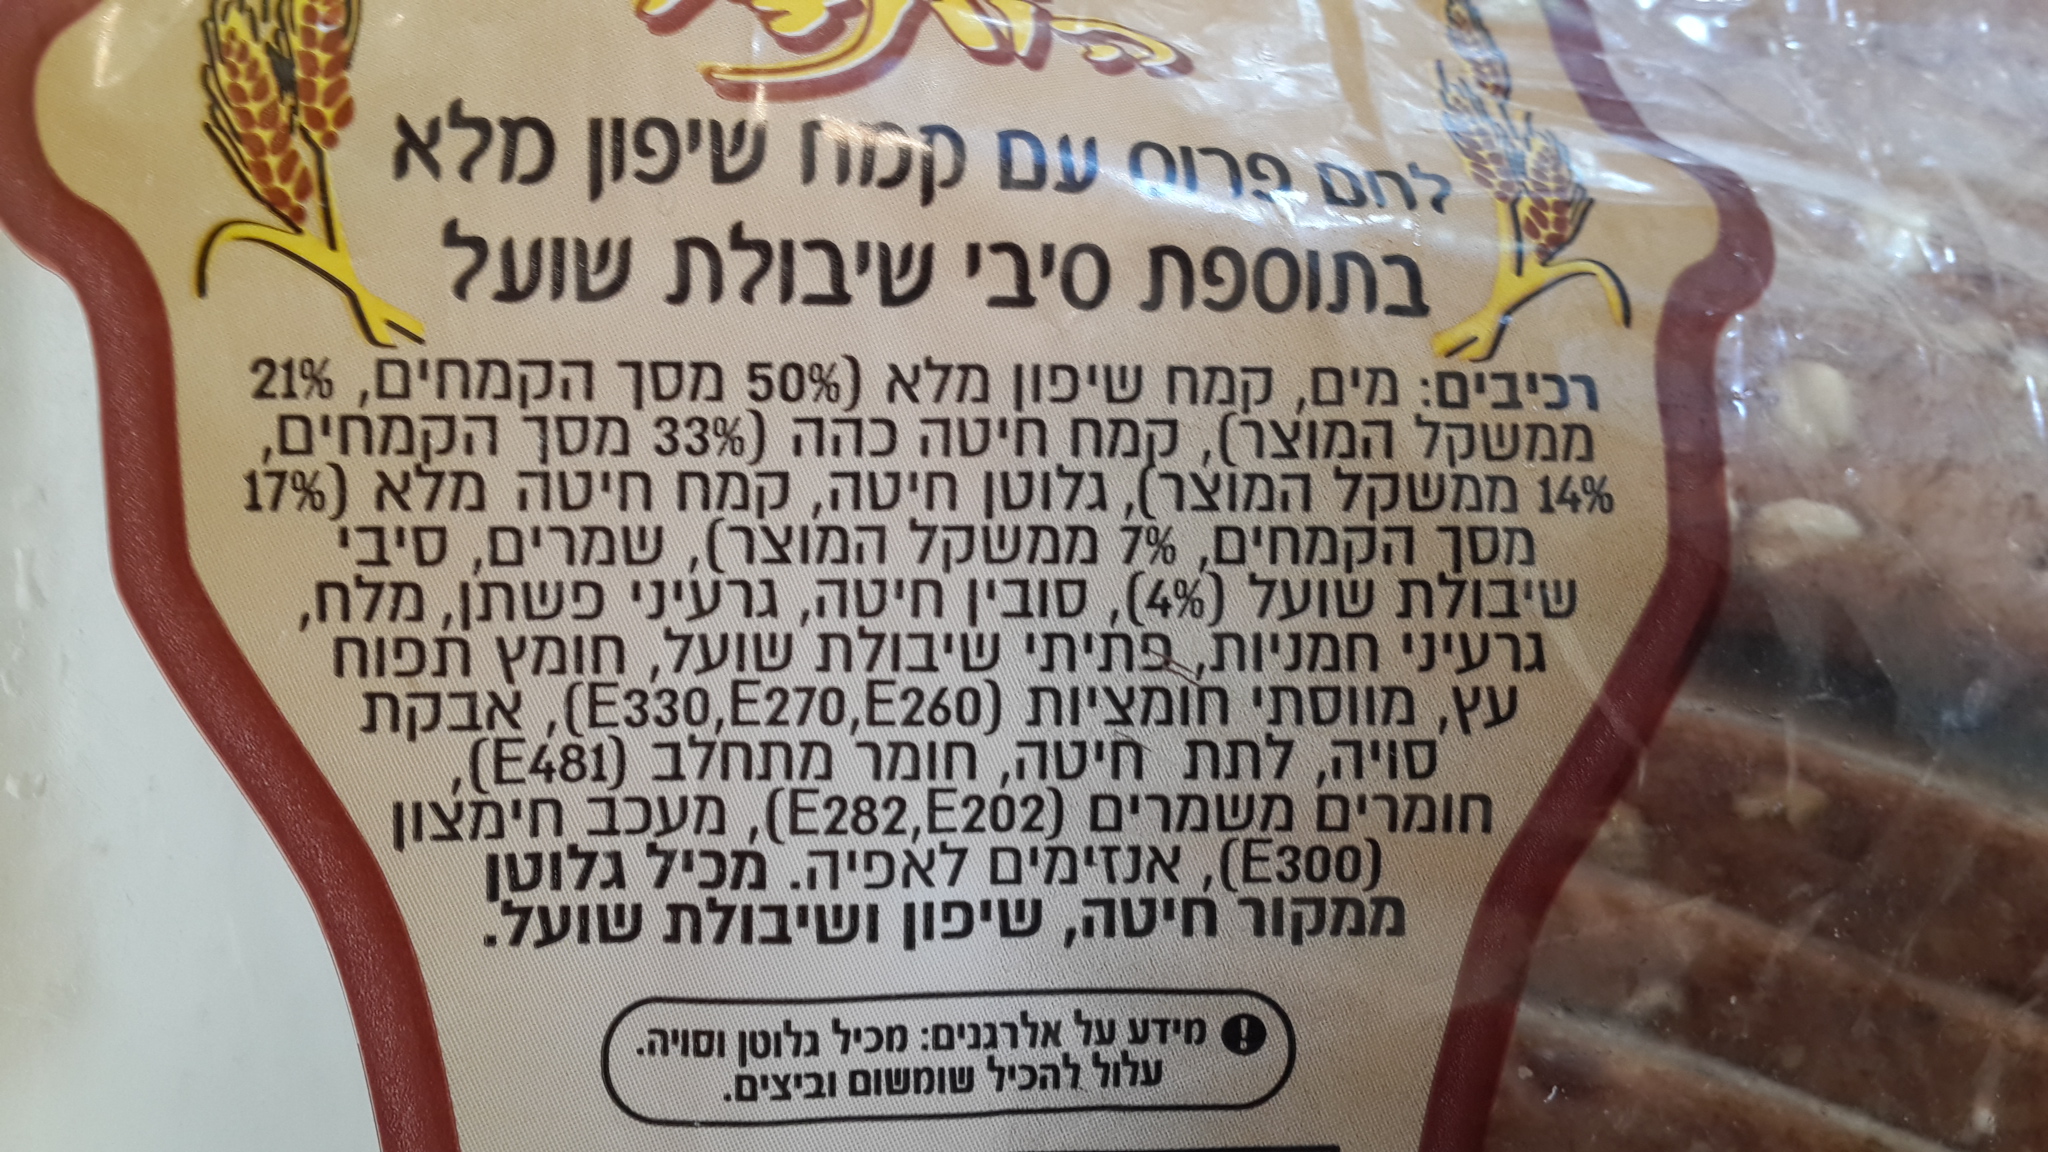 לחם פרוס עם קמח שיפון מלא
בתוספת סיבי שיבולת שועל
רכיבים: מים, קמח שיפון מלא (50% מסך הקמחים, 21%
ממשקל המוצר), קמח חיטה כהה (33% מסך הקמחים,
14% ממשקל המוצר), גלוטן חיטה, קמח חיטה מלא (17%
מסך הקמחים, 7% ממשקל המוצר), שמרים, סיבי
שיבולת שועל (4%), סובין חיטה, גרעיני פשתן, מלח,
גרעיני חמניות, פתיתי שיבולת שועל, חומץ תפוח
עץ, מווסתי חומציות (E330,E270,E260), אבקת
סויה, לתת חיטה, חומר מתחלב (E481),
חומרים משמרים (E282,E202), מעכב חימצון
(E300), אנזימים לאפיה. מכיל גלוטן
ממקור חיטה, שיפון ושיבולת שועל.
מידע על אלרגנים: מכיל גלוטן וסויה.
עלול להכיל שומשום וביצים.